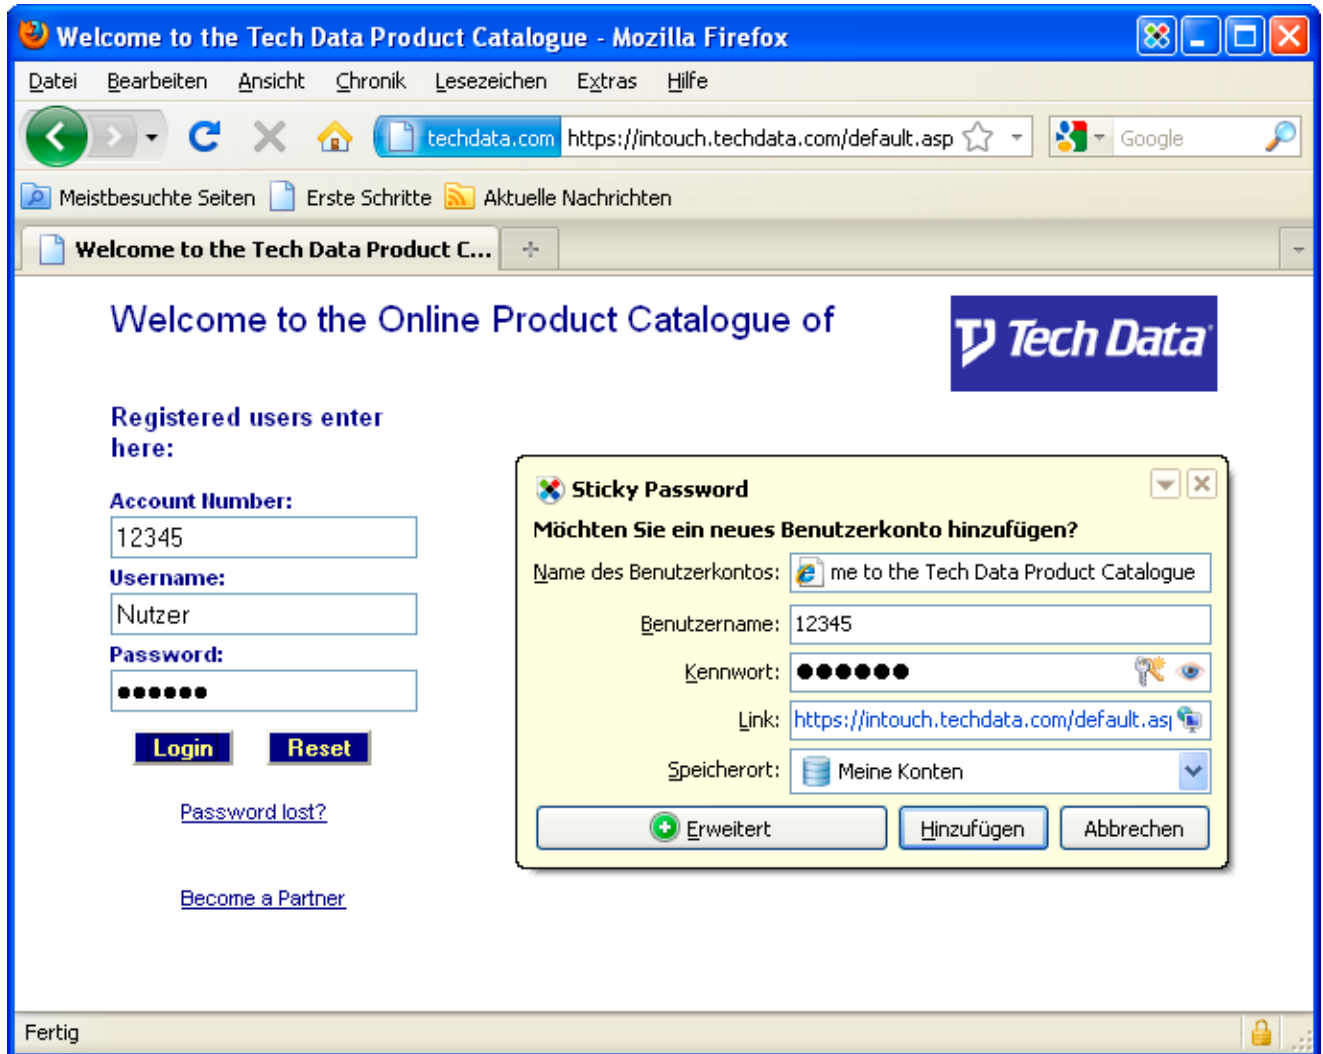 Welcome to the Tech Data Product Catalogue - Mozilla Firefox
Datei Bearbeiten Ansicht Chronik Lesezeichen Extras Hilfe
techdata.com https://intouch.techdata.com/default.asp Google
Meistbesuchte Seiten Erste Schritte Aktuelle Nachrichten
Welcome to the Tech Data Product C...
Welcome to the Online Product Catalogue of
Tech Data
Registered users enter
here:
Account Number:
12345
Username:
Nutzer
Password:
●●●●●●
Login Reset
Password lost?
Become a Partner
Sticky Password
Möchten Sie ein neues Benutzerkonto hinzufügen?
Name des Benutzerkontos: me to the Tech Data Product Catalogue
Benutzername: 12345
Kennwort: ●●●●●●
Link: https://intouch.techdata.com/default.asp
Speicherort: Meine Konten
Erweitert Hinzufügen Abbrechen
Fertig